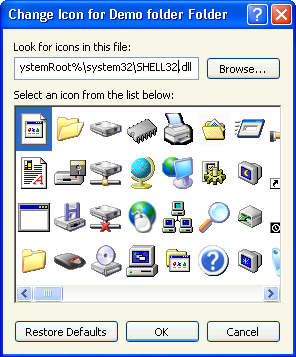 Change Icon for Demo folder Folder
Look for icons in this file:
ystemRoot%\system32\SHELL32.dll
Browse...
Select an icon from the list below:
Restore Defaults
OK
Cancel